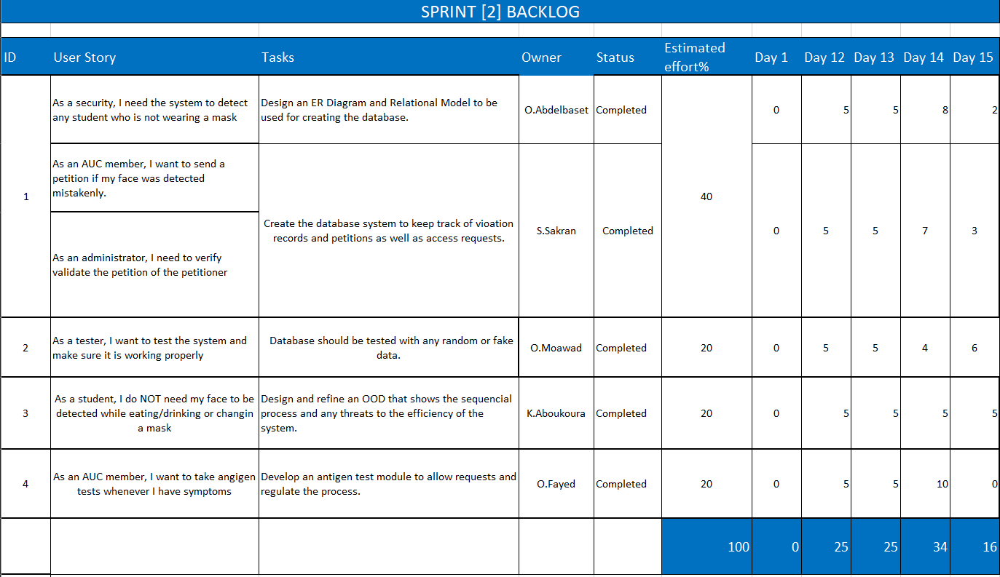 SPRINT [2] BACKLOG
ID User Story Tasks Owner Status Estimated effort% Day 1 Day 12 Day 13 Day 14 Day 15
As a security, I need the system to detect
any student who is not wearing a mask
Design an ER Diagram and Relational Model to be
used for creating the database.
O.Abdelbaset Completed 0 5 5 8 2
1
As an AUC member, I want to send a
petition if my face was detected
mistakenly.
As an administrator, I need to verify
validate the petition of the petitioner
Create the database system to keep track of vioation
records and petitions as well as access requests.
S.Sakran Completed 40 0 5 5 7 3
2
As a tester, I want to test the system and
make sure it is working properly
Database should be tested with any random or fake
data.
O.Moawad Completed 20 0 5 5 4 6
3
As a student, I do NOT need my face to be
detected while eating/drinking or changin
a mask
Design and refine an OOD that shows the sequencial
process and any threats to the efficiency of the
system.
K.Aboukoura Completed 20 0 5 5 5 5
4
As an AUC member, I want to take angigen
tests whenever I have symptoms
Develop an antigen test module to allow requests and
regulate the process.
O.Fayed Completed 20 0 5 5 10 0
100 0 25 25 34 16